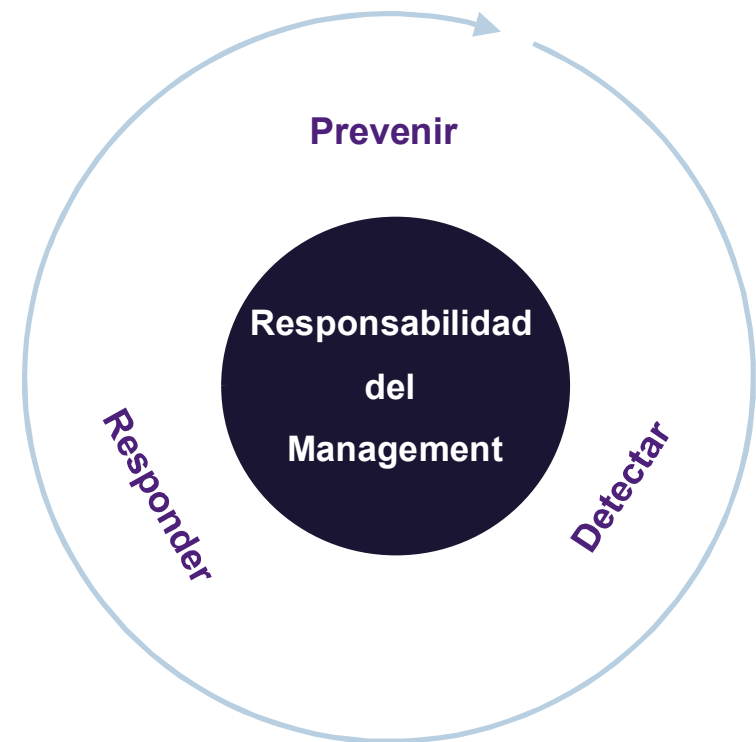 Prevenir
Responsabilidad
del
Management
Responder
Detectar